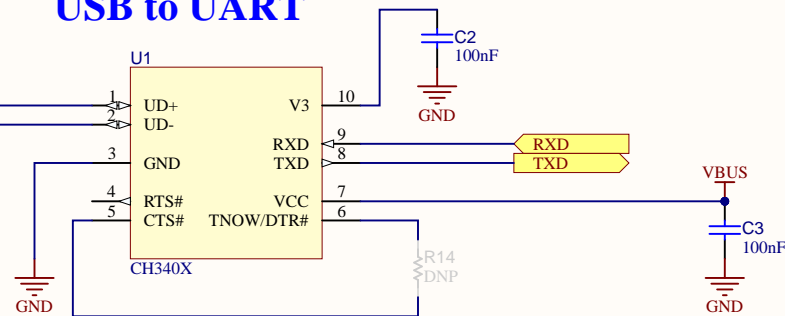 USB to UART
C2
100nF
GND
U1
1 UD+
2 UD-
3 GND
4 RTS#
5 CTS#
V3 10
RXD 9
TXD 8
VCC 7
TNOW/DTR# 6
CH340X
RXD
TXD
VBUS
C3
100nF
GND
R14
DNP
GND